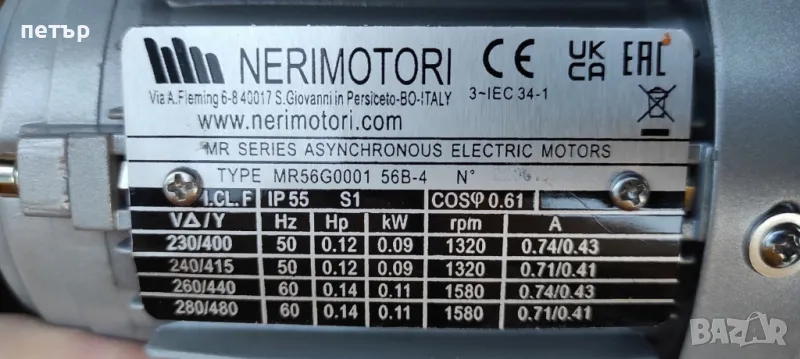 петър
NERIMOTORI CE UK CA EAC
Via A.Fleming 6-8 40017 S.Giovanni in Persiceto-BO-ITALY 3~IEC 34-1
www.nerimotori.com
MR SERIES ASYNCHRONOUS ELECTRIC MOTORS
TYPE MR56G0001 56B-4 N°
I.CL.F IP 55 S1 COSφ 0.61
V∆/Y Hz Hp kW rpm A
230/400 50 0.12 0.09 1320 0.74/0.43
240/415 50 0.12 0.09 1320 0.71/0.41
260/440 60 0.14 0.11 1580 0.74/0.43
280/480 60 0.14 0.11 1580 0.71/0.41
BAZAR